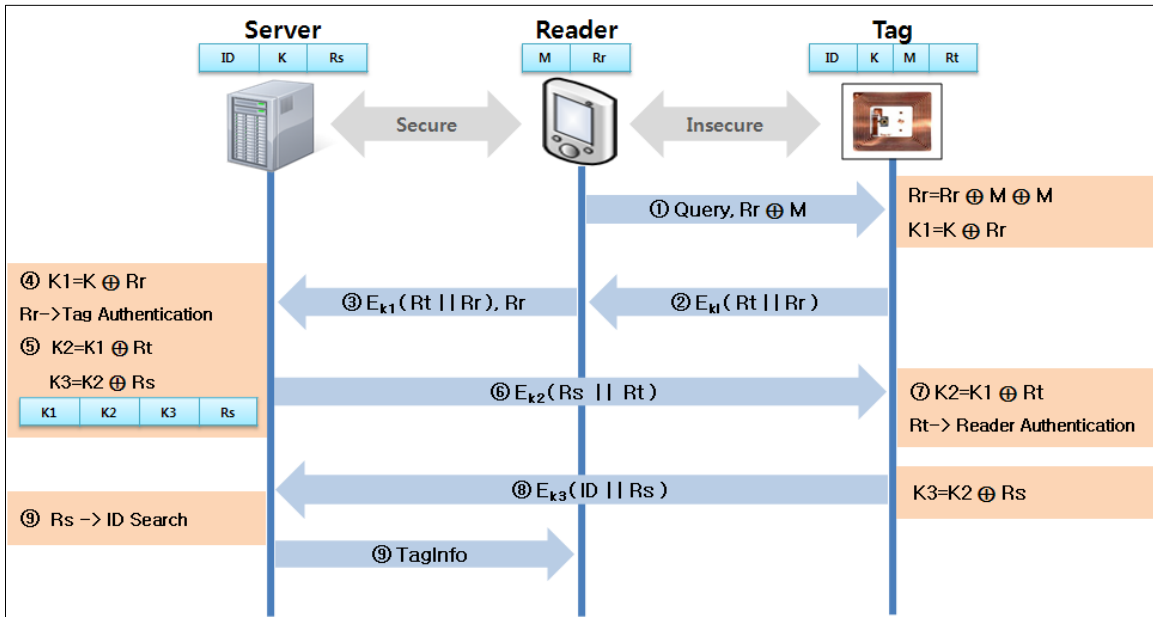 Server
Reader
Tag
ID K Rs
M Rr
ID K M Rt
Secure
Insecure
① Query, Rr ⊕ M
Rr=Rr ⊕ M ⊕ M
K1=K ⊕ Rr
② Ekl( Rt || Rr )
③ Ek1( Rt || Rr ), Rr
④ K1=K ⊕ Rr
Rr->Tag Authentication
⑤ K2=K1 ⊕ Rt
K3=K2 ⊕ Rs
K1 K2 K3 Rs
⑥ Ek2( Rs || Rt )
⑦ K2=K1 ⊕ Rt
Rt-> Reader Authentication
⑧ Ek3( ID || Rs )
K3=K2 ⊕ Rs
⑨ Rs -> ID Search
⑨ TagInfo